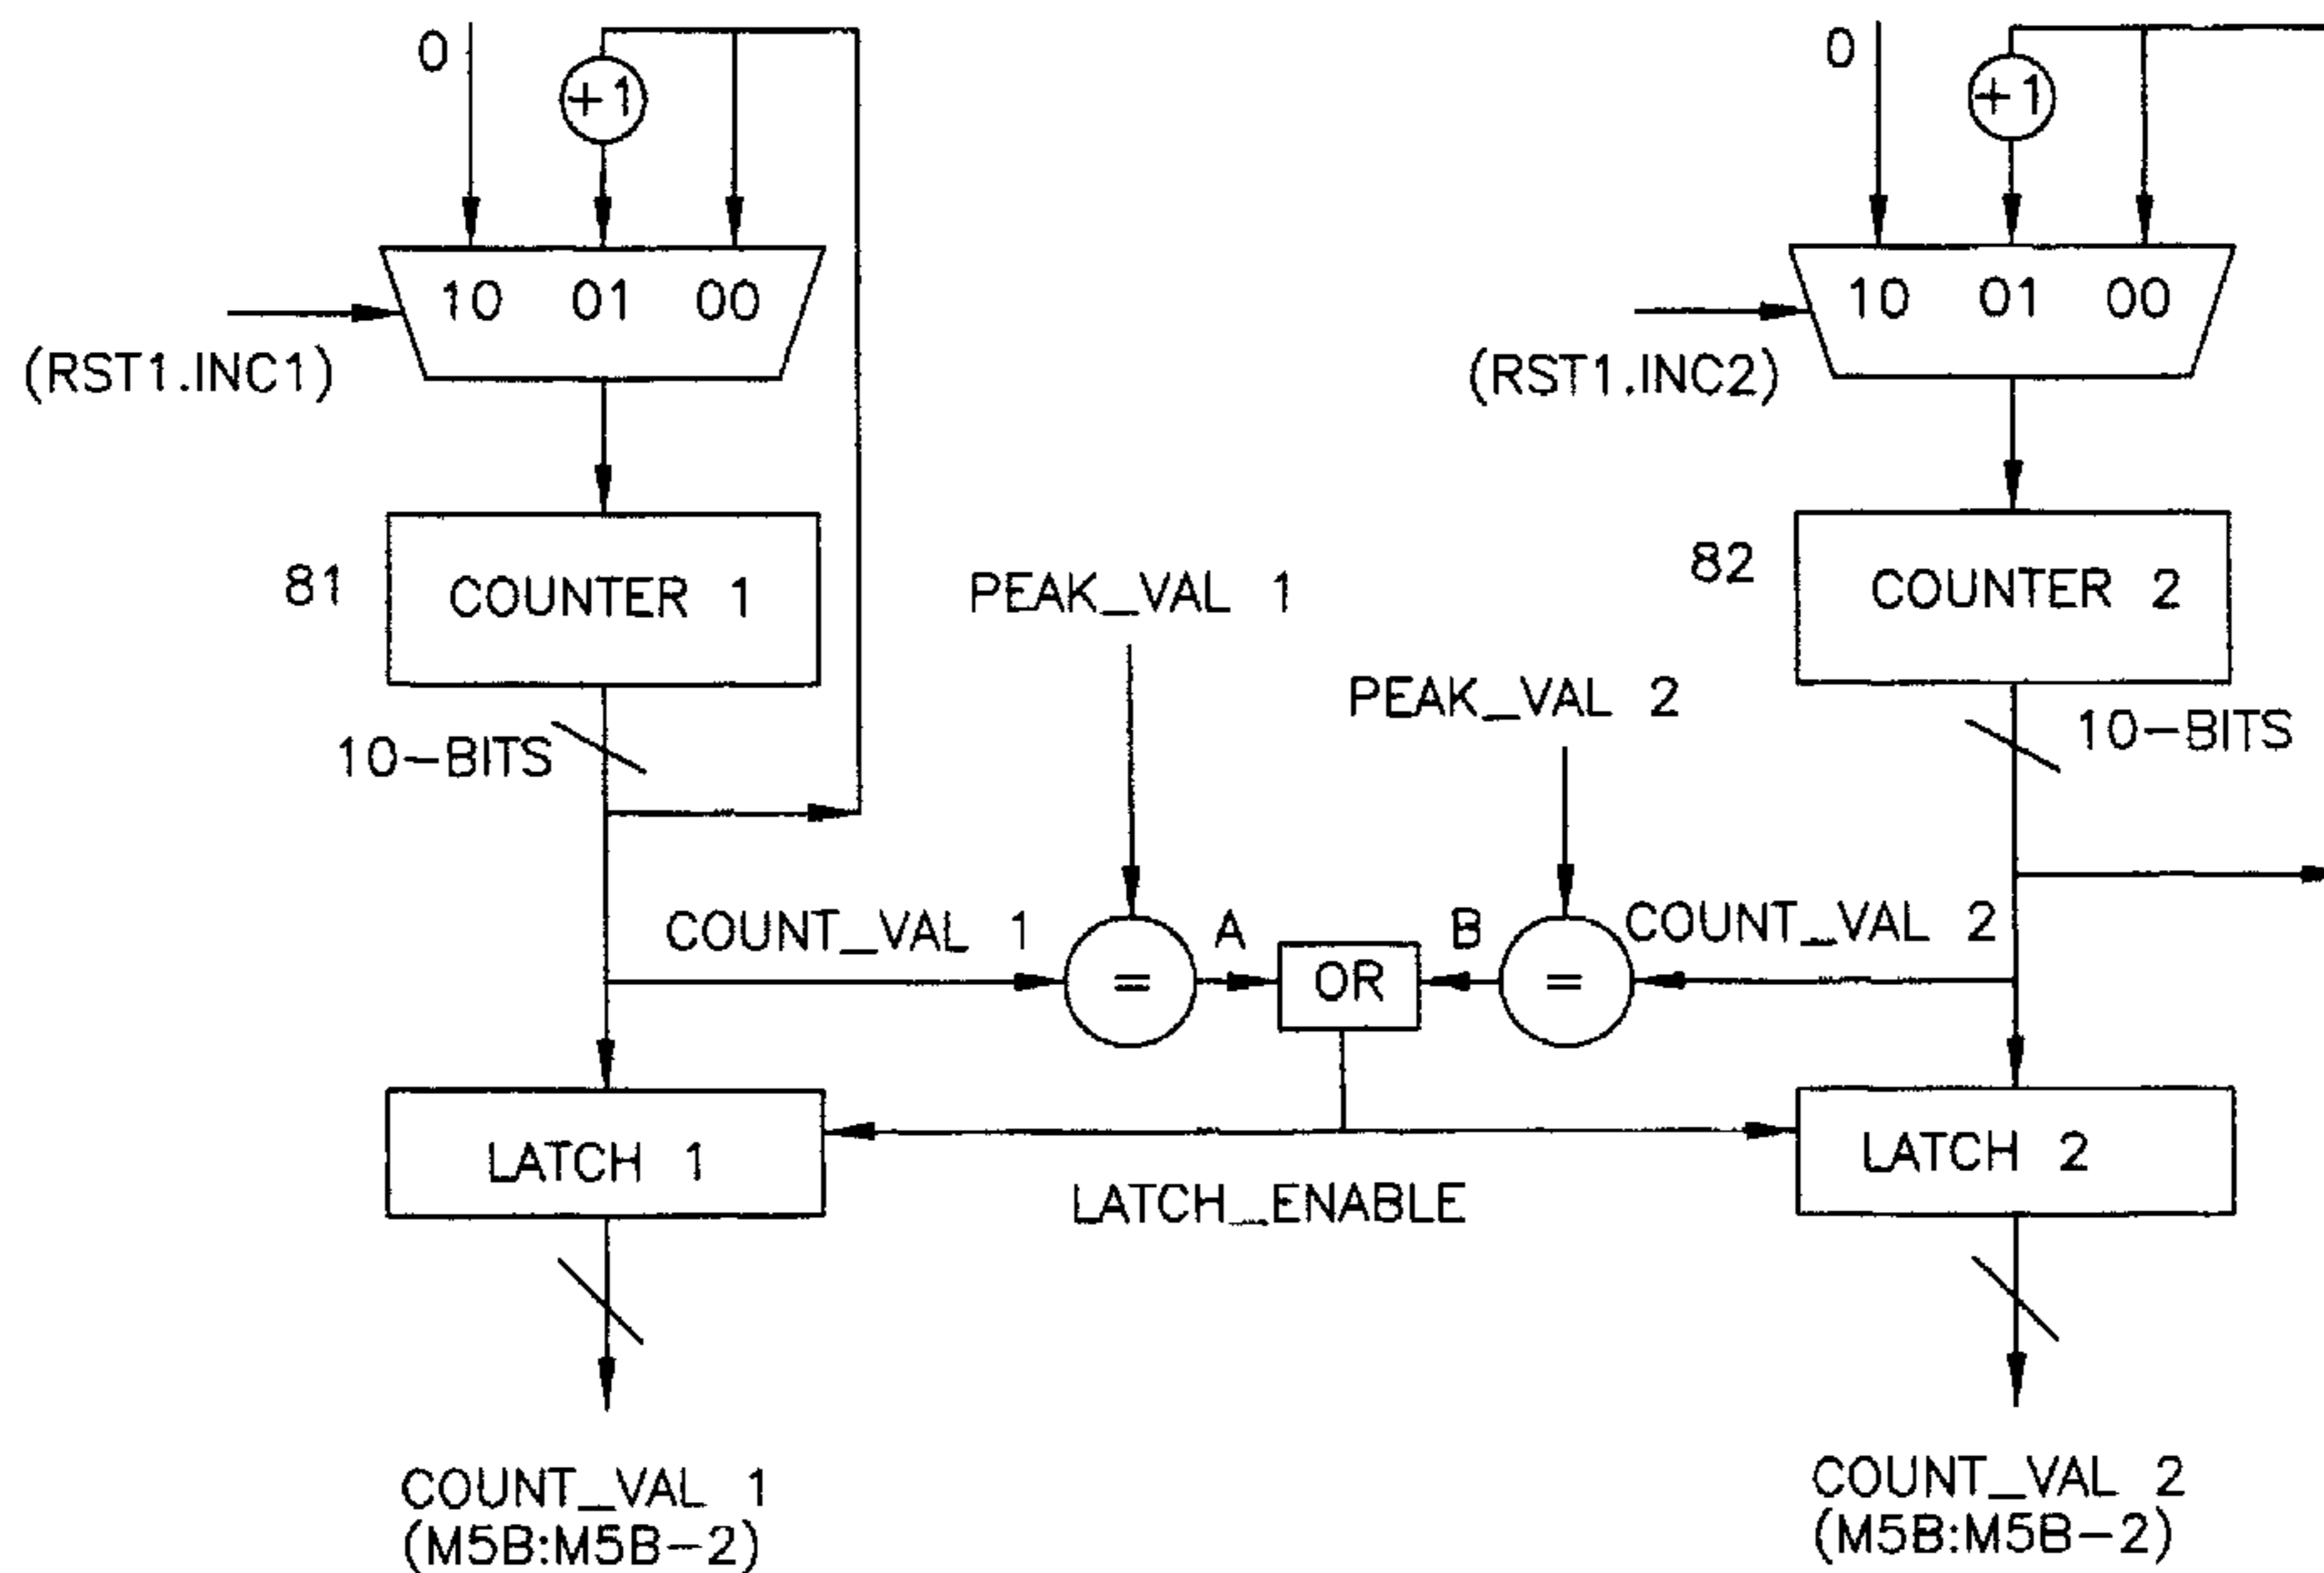 0
+1
0
+1
10 01 00
10 01 00
(RST1.INC1)
(RST1.INC2)
81
COUNTER 1
PEAK_VAL 1
82
COUNTER 2
PEAK_VAL 2
10-BITS
10-BITS
COUNT_VAL 1
A
B
COUNT_VAL 2
=
OR
=
LATCH 1
LATCH 2
LATCH_ENABLE
COUNT_VAL 1
(M5B:M5B-2)
COUNT_VAL 2
(M5B:M5B-2)